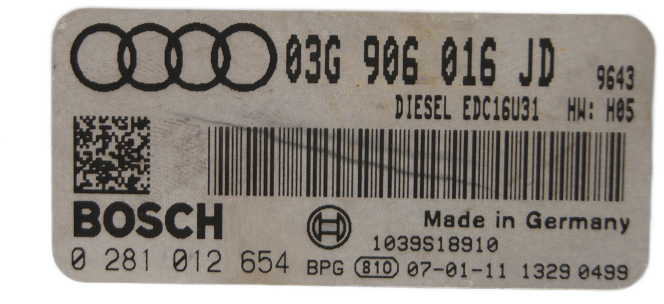 03G 906 016 JD 9643
DIESEL EDC16U31 HW: H05
BOSCH
Made in Germany
1039S18910
0 281 012 654 BPG 810 07-01-11 1329 0499